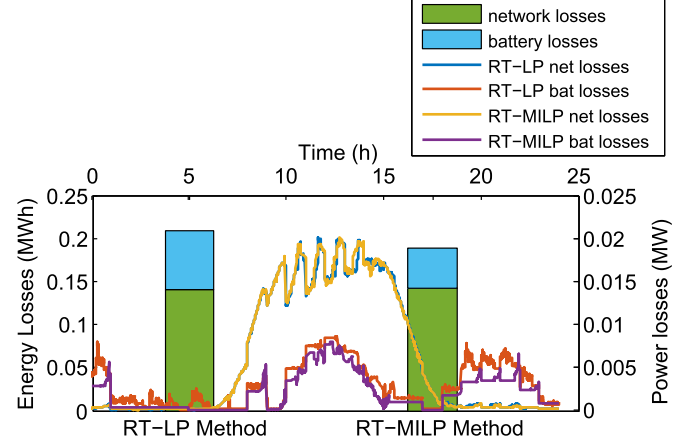 network losses
battery losses
RT−LP net losses
RT−LP bat losses
RT−MILP net losses
RT−MILP bat losses
Time (h)
0 5 10 15 20 25
0.25 0.025
0.2 0.02
0.15 0.015
0.1 0.01
0.05 0.005
0 0
Energy Losses (MWh)
Power losses (MW)
RT−LP Method RT−MILP Method